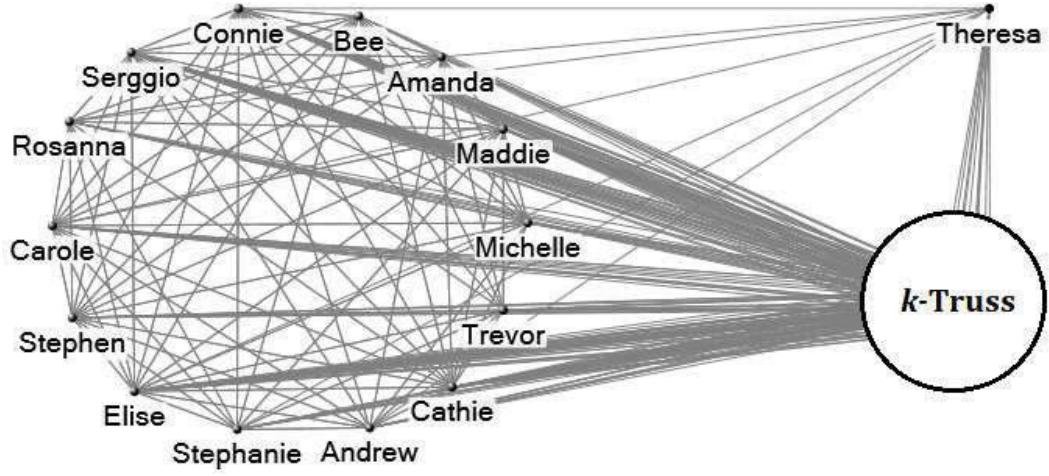 Connie
Bee
Theresa
Serggio
Amanda
Rosanna
Maddie
Carole
Michelle
k-Truss
Stephen
Trevor
Elise
Cathie
Stephanie
Andrew